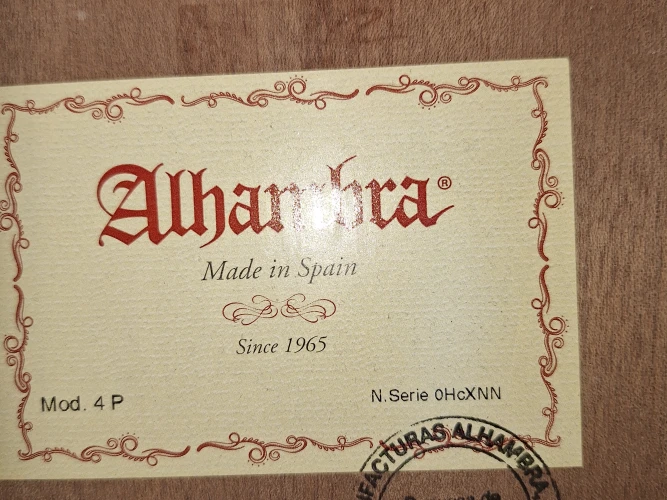 Alhambra®
Made in Spain
Since 1965
Mod. 4 P
N.Serie 0HcXNN
FACTURAS ALHAMBRA